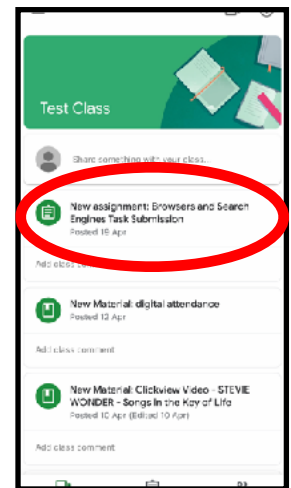 Test Class
Share something with your class...
New assignment: Browsers and Search
Engines Task Submission
Posted 19 Apr
Add class
New Material: digital attendance
Posted 12 Apr
Add class comment
New Material: Clickview Video - STEVIE
WONDER - Songs in the Key of Life
Posted 10 Apr (Edited 10 Apr)
Add class comment